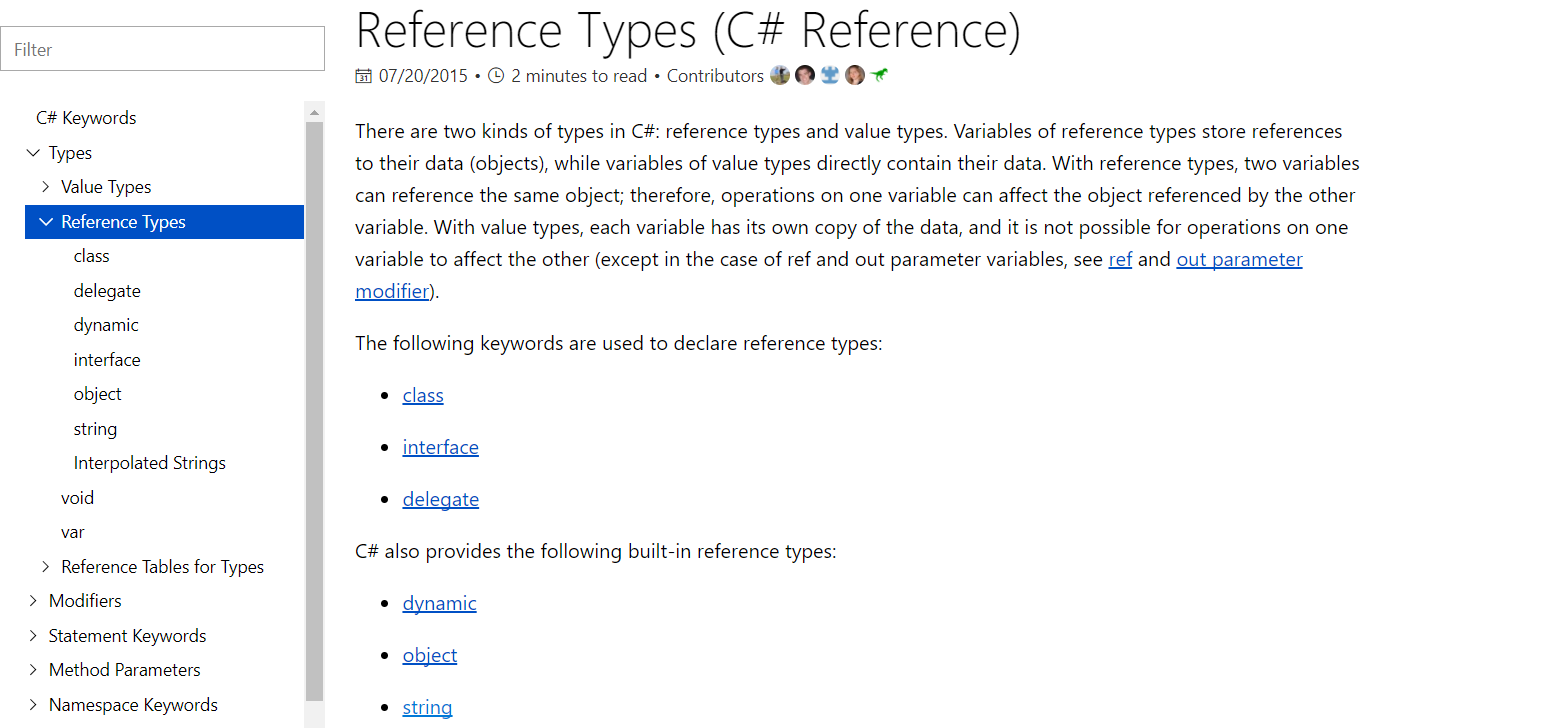 Filter
C# Keywords
Types
Value Types
Reference Types
class
delegate
dynamic
interface
object
string
Interpolated Strings
void
var
Reference Tables for Types
Modifiers
Statement Keywords
Method Parameters
Namespace Keywords
Reference Types (C# Reference)
31 07/20/2015 • 2 minutes to read • Contributors
There are two kinds of types in C#: reference types and value types. Variables of reference types store references
to their data (objects), while variables of value types directly contain their data. With reference types, two variables
can reference the same object; therefore, operations on one variable can affect the object referenced by the other
variable. With value types, each variable has its own copy of the data, and it is not possible for operations on one
variable to affect the other (except in the case of ref and out parameter variables, see ref and out parameter
modifier).
The following keywords are used to declare reference types:
• class
• interface
• delegate
C# also provides the following built-in reference types:
• dynamic
• object
• string